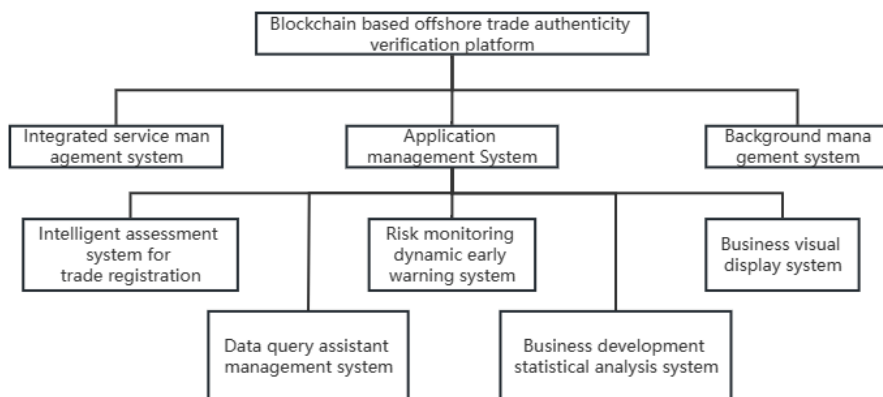 Blockchain based offshore trade authenticity
verification platform
Integrated service man
agement system
Application
management System
Background mana
gement system
Intelligent assessment
system for
trade registration
Risk monitoring
dynamic early
warning system
Business visual
display system
Data query assistant
management system
Business development
statistical analysis system